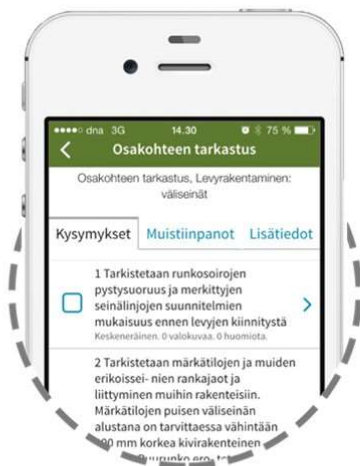 dna 3G 14.30 75 %
Osakohteen tarkastus
Osakohteen tarkastus, Levyrakentaminen:
väliseinät
Kysymykset Muistiinpanot Lisätiedot
1 Tarkistetaan runkosoirojen
pystysuoruus ja merkittyjen
seinälinjojen suunnitelmien
mukaisuus ennen levyjen kiinnitystä
Keskeneräinen. 0 valokuvaa. 0 huomiota.
2 Tarkistetaan märkätilojen ja muiden
erikoissei- nien rankajaot ja
liittyminen muihin rakenteisiin.
Märkätilojen puisen väliseinän
alustana on tarvittaessa vähintään
mm korkea kivirakenteinen